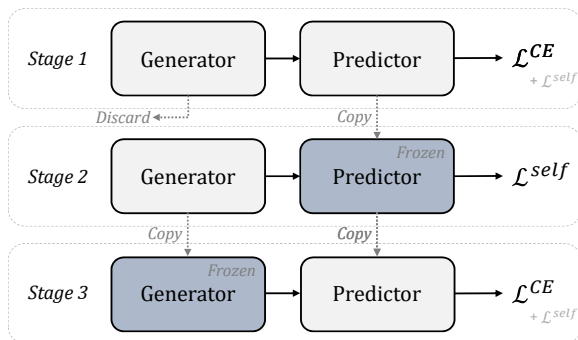 Stage 1
Generator
Predictor
ℒ^CE
+ ℒ^self
Discard
Copy
Stage 2
Generator
Frozen
Predictor
ℒ^self
Copy
Copy
Stage 3
Frozen
Generator
Predictor
ℒ^CE
+ ℒ^self